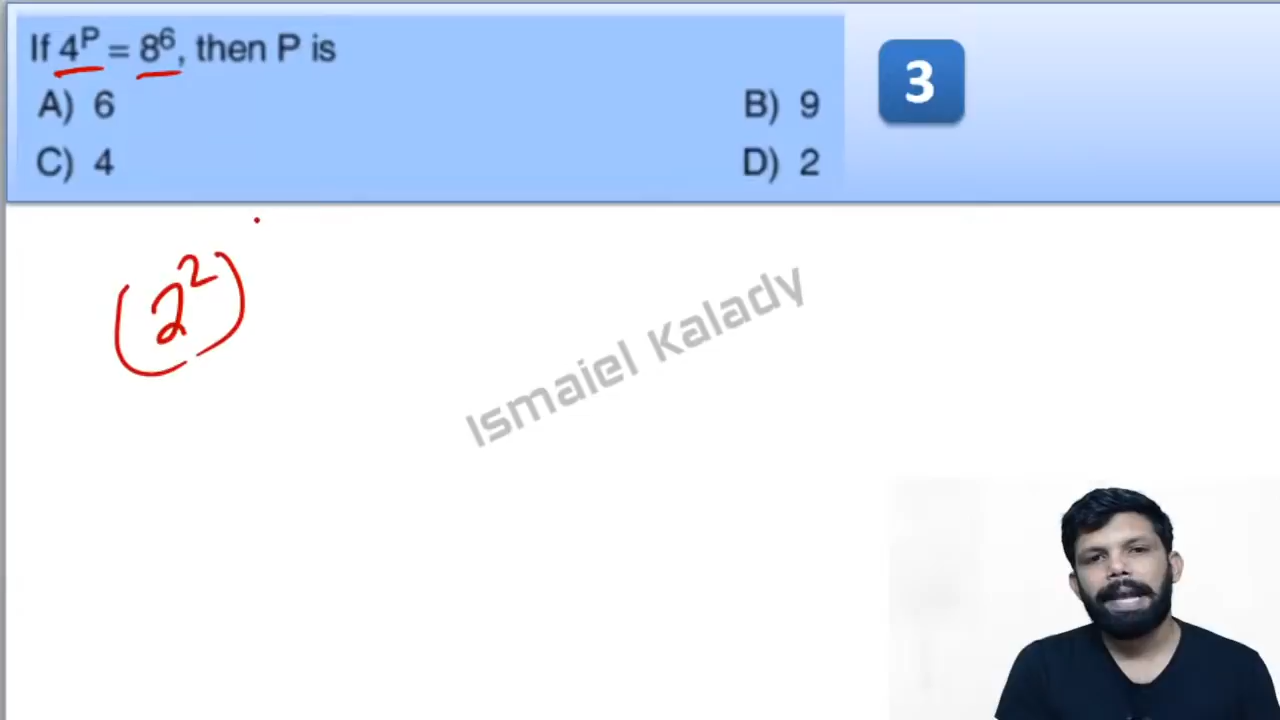 If 4^P = 8^6, then P is
A) 6
B) 9
C) 4
D) 2
3
(2^2)
Ismaiel Kalady